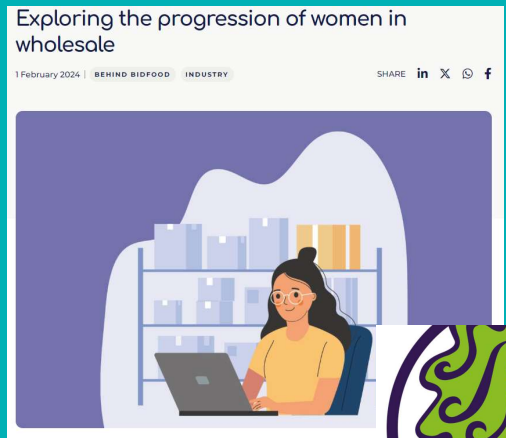 Exploring the progression of women in
wholesale
1 February 2024 | BEHIND BIDFOOD INDUSTRY SHARE